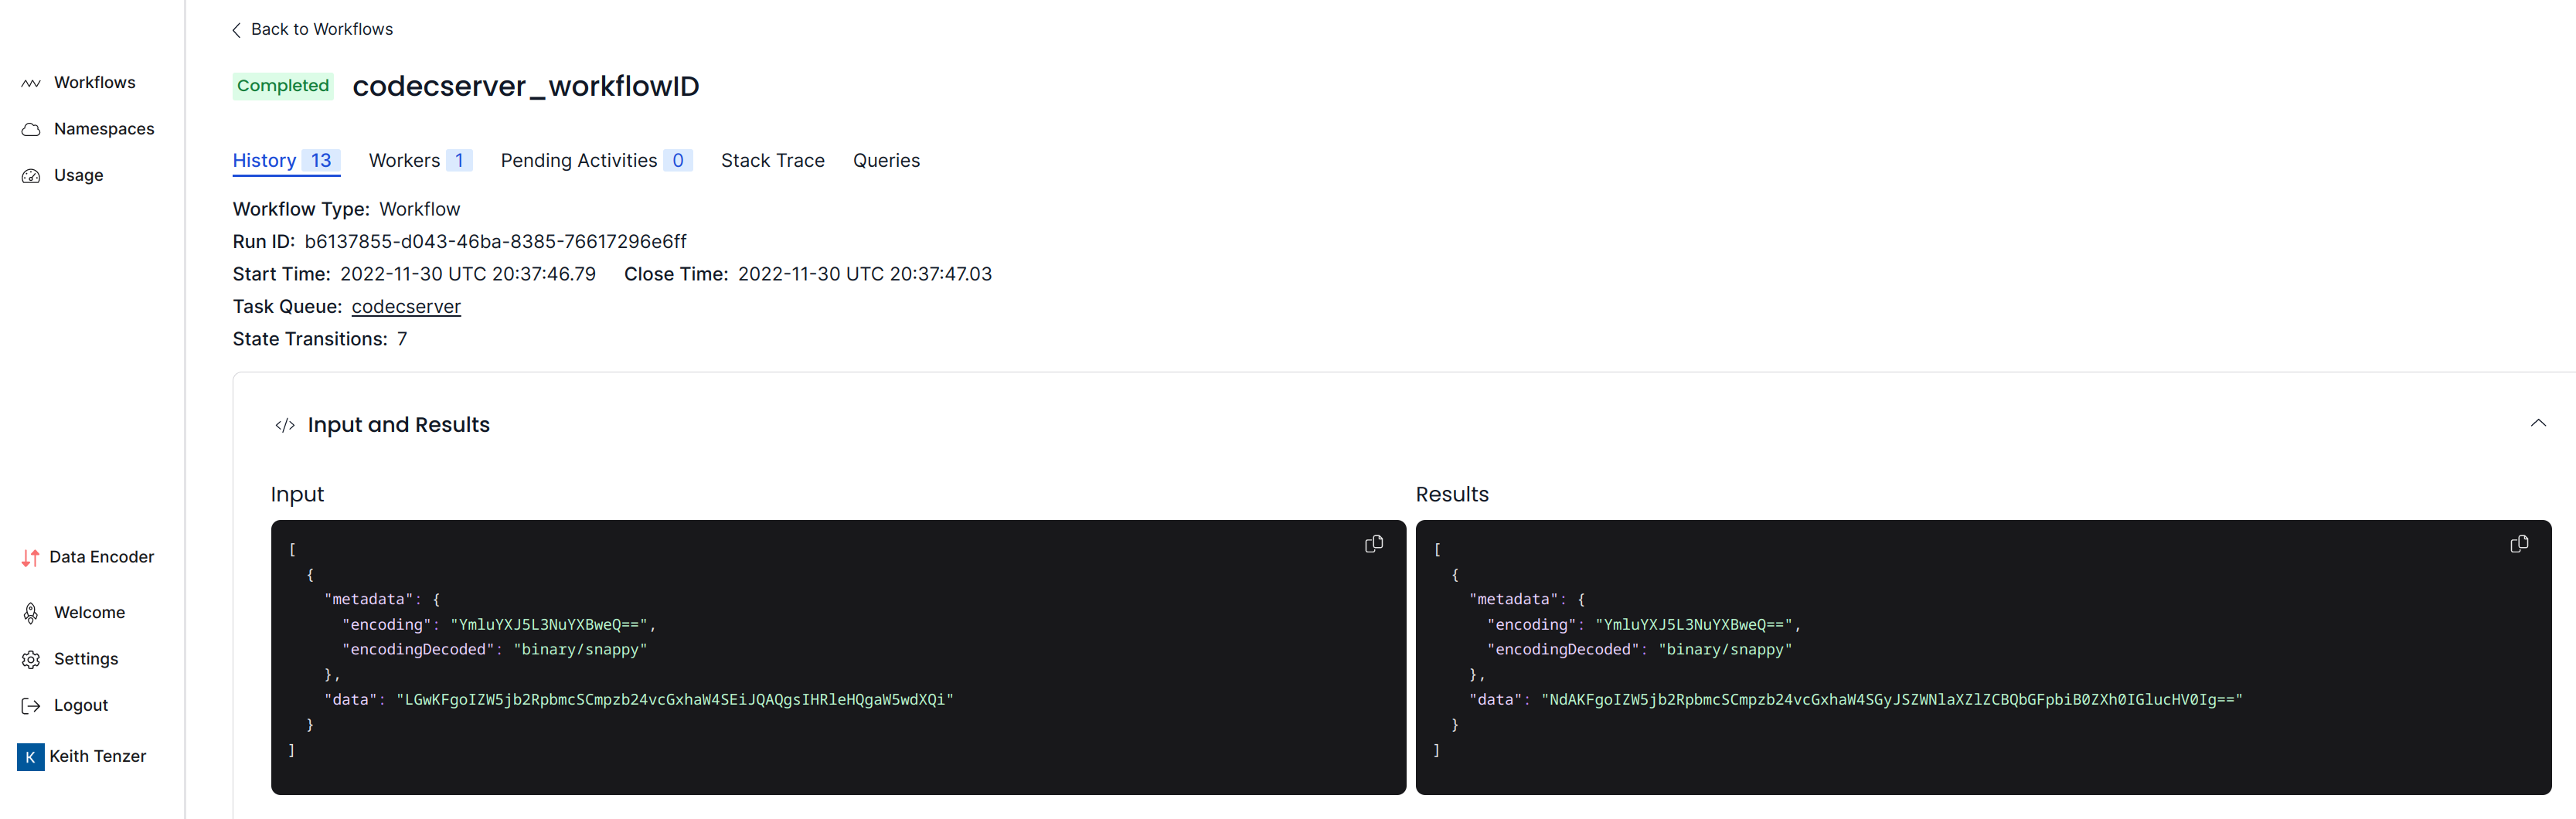 Back to Workflows
Completed codecserver_workflowID
Workflows
Namespaces
Usage
History 13 Workers 1 Pending Activities 0 Stack Trace Queries
Workflow Type: Workflow
Run ID: b6137855-d043-46ba-8385-76617296e6ff
Start Time: 2022-11-30 UTC 20:37:46.79 Close Time: 2022-11-30 UTC 20:37:47.03
Task Queue: codecserver
State Transitions: 7
</> Input and Results
Input
[
{
"metadata": {
"encoding": "YmluYXJ5L3NuYXBweQ==",
"encodingDecoded": "binary/snappy"
},
"data": "LGwKFgoIZW5jb2RpbmcSCmpzb24vcGxhaW4SEiJQAQgsIHRleHQgaW5wdXQi"
}
]
Results
[
{
"metadata": {
"encoding": "YmluYXJ5L3NuYXBweQ==",
"encodingDecoded": "binary/snappy"
},
"data": "NdAKFgoIZW5jb2RpbmcSCmpzb24vcGxhaW4SGyJSZWNlaXZlZCBQbGFpbiB0ZXh0IGlucHV0Ig=="
}
]
Data Encoder
Welcome
Settings
Logout
K Keith Tenzer